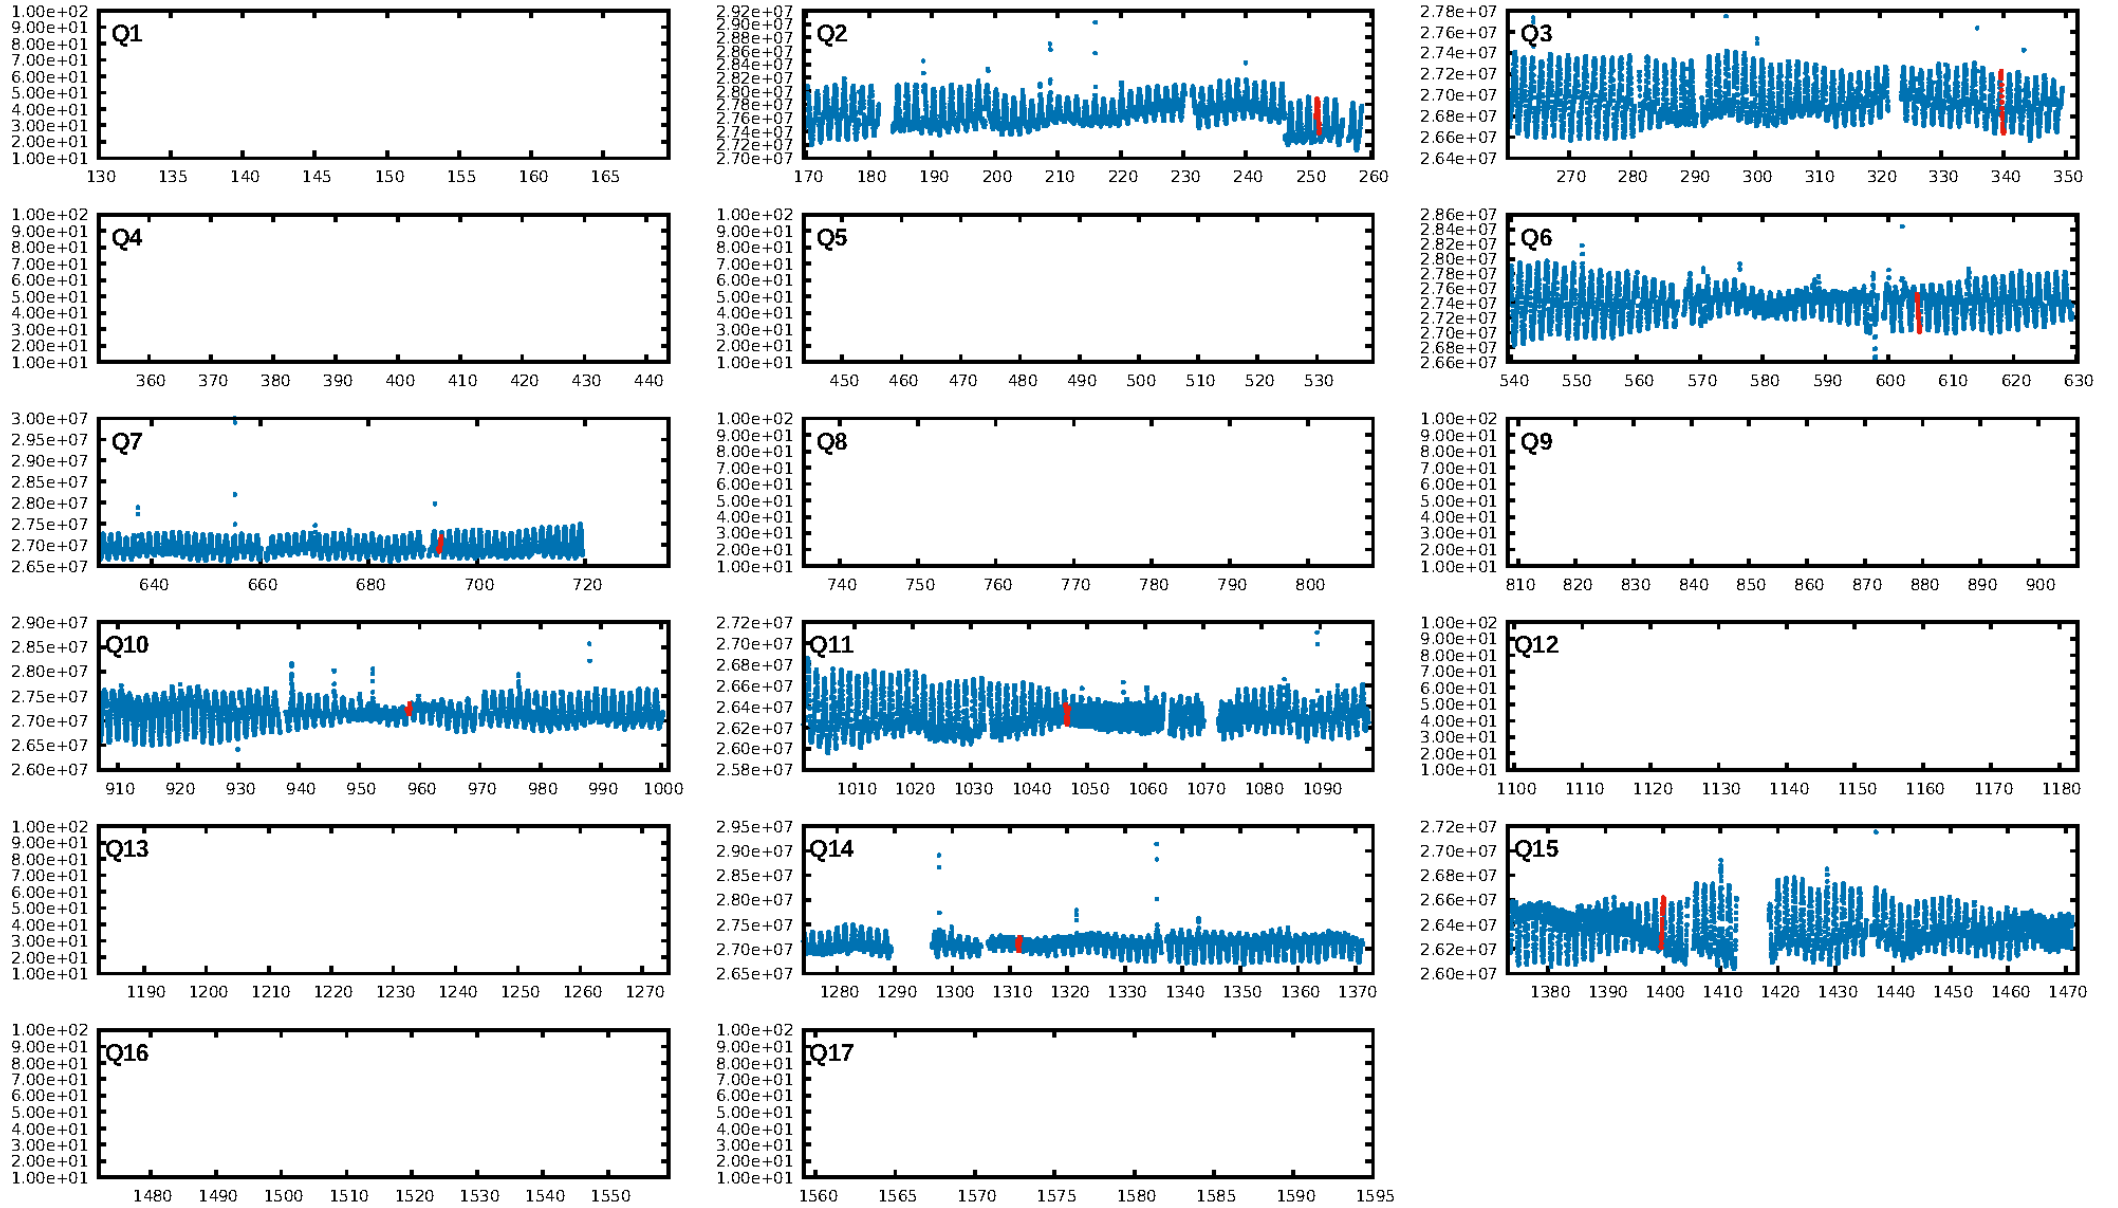 Q1
1.00e+02
9.00e+01
8.00e+01
7.00e+01
6.00e+01
5.00e+01
4.00e+01
3.00e+01
2.00e+01
1.00e+01
130 135 140 145 150 155 160 165
Q2
2.92e+07
2.90e+07
2.88e+07
2.86e+07
2.84e+07
2.82e+07
2.80e+07
2.78e+07
2.76e+07
2.74e+07
2.72e+07
2.70e+07
170 180 190 200 210 220 230 240 250 260
Q3
2.78e+07
2.76e+07
2.74e+07
2.72e+07
2.70e+07
2.68e+07
2.66e+07
2.64e+07
270 280 290 300 310 320 330 340 350
Q4
1.00e+02
9.00e+01
8.00e+01
7.00e+01
6.00e+01
5.00e+01
4.00e+01
3.00e+01
2.00e+01
1.00e+01
360 370 380 390 400 410 420 430 440
Q5
1.00e+02
9.00e+01
8.00e+01
7.00e+01
6.00e+01
5.00e+01
4.00e+01
3.00e+01
2.00e+01
1.00e+01
450 460 470 480 490 500 510 520 530
Q6
2.86e+07
2.84e+07
2.82e+07
2.80e+07
2.78e+07
2.76e+07
2.74e+07
2.72e+07
2.70e+07
2.68e+07
2.66e+07
540 550 560 570 580 590 600 610 620 630
Q7
3.00e+07
2.95e+07
2.90e+07
2.85e+07
2.80e+07
2.75e+07
2.70e+07
2.65e+07
640 660 680 700 720
Q8
1.00e+02
9.00e+01
8.00e+01
7.00e+01
6.00e+01
5.00e+01
4.00e+01
3.00e+01
2.00e+01
1.00e+01
740 750 760 770 780 790 800
Q9
1.00e+02
9.00e+01
8.00e+01
7.00e+01
6.00e+01
5.00e+01
4.00e+01
3.00e+01
2.00e+01
1.00e+01
810 820 830 840 850 860 870 880 890 900
Q10
2.90e+07
2.85e+07
2.80e+07
2.75e+07
2.70e+07
2.65e+07
2.60e+07
910 920 930 940 950 960 970 980 990 1000
Q11
2.72e+07
2.70e+07
2.68e+07
2.66e+07
2.64e+07
2.62e+07
2.60e+07
2.58e+07
1010 1020 1030 1040 1050 1060 1070 1080 1090
Q12
1.00e+02
9.00e+01
8.00e+01
7.00e+01
6.00e+01
5.00e+01
4.00e+01
3.00e+01
2.00e+01
1.00e+01
1100 1110 1120 1130 1140 1150 1160 1170 1180
Q13
1.00e+02
9.00e+01
8.00e+01
7.00e+01
6.00e+01
5.00e+01
4.00e+01
3.00e+01
2.00e+01
1.00e+01
1190 1200 1210 1220 1230 1240 1250 1260 1270
Q14
2.95e+07
2.90e+07
2.85e+07
2.80e+07
2.75e+07
2.70e+07
2.65e+07
1280 1290 1300 1310 1320 1330 1340 1350 1360 1370
Q15
2.72e+07
2.70e+07
2.68e+07
2.66e+07
2.64e+07
2.62e+07
2.60e+07
1380 1390 1400 1410 1420 1430 1440 1450 1460 1470
Q16
1.00e+02
9.00e+01
8.00e+01
7.00e+01
6.00e+01
5.00e+01
4.00e+01
3.00e+01
2.00e+01
1.00e+01
1480 1490 1500 1510 1520 1530 1540 1550
Q17
1.00e+02
9.00e+01
8.00e+01
7.00e+01
6.00e+01
5.00e+01
4.00e+01
3.00e+01
2.00e+01
1.00e+01
1560 1565 1570 1575 1580 1585 1590 1595